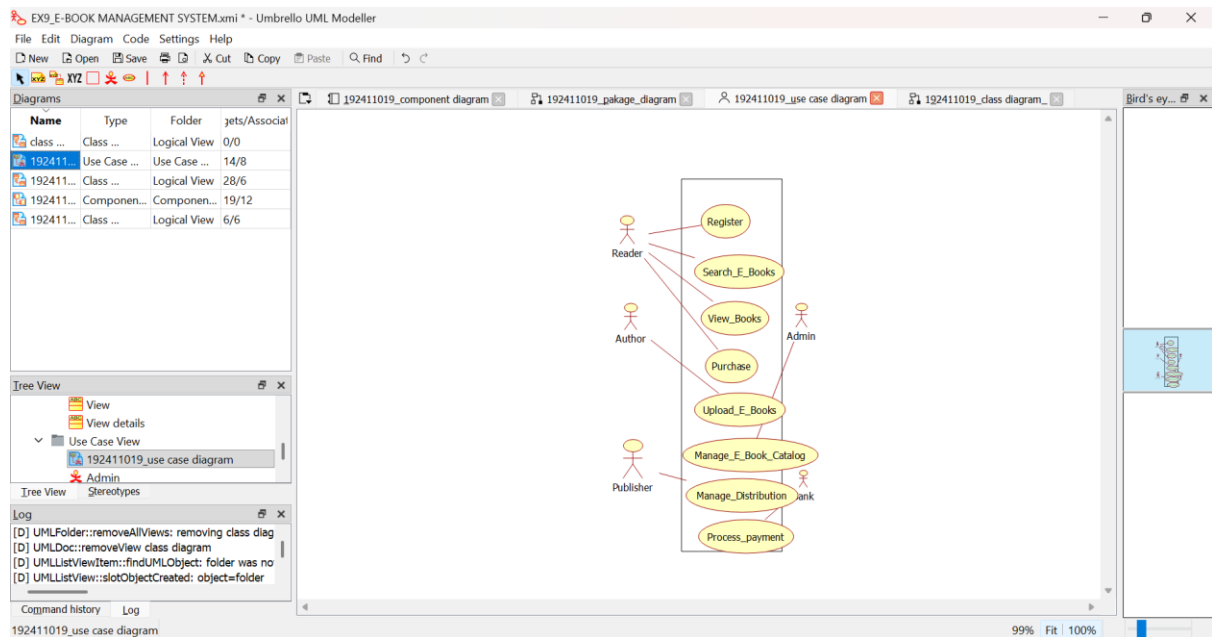 EX9_E-BOOK MANAGEMENT SYSTEM.xmi * - Umbrello UML Modeller
File Edit Diagram Code Settings Help
New Open Save Cut Copy Paste Find
XYZ
Diagrams
Bird's ey...
192411019_component diagram 192411019_pakage_diagram 192411019_use case diagram 192411019_class diagram_
Name Type Folder gets/Associat
class ... Class ... Logical View 0/0
192411... Use Case ... Use Case ... 14/8
192411... Class ... Logical View 28/6
192411... Componen... Componen... 19/12
192411... Class ... Logical View 6/6
Register
Reader
Search_E_Books
View_Books
Admin
Author
Purchase
Upload_E_Books
Manage_E_Book_Catalog
Publisher
Manage_Distribution
ank
Process_payment
Tree View
View
View details
Use Case View
192411019_use case diagram
Admin
Tree View Stereotypes
Log
[D] UMLFolder::removeAllViews: removing class diag
[D] UMLDoc::removeView class diagram
[D] UMLListViewItem::findUMLObject: folder was no
[D] UMLListView::slotObjectCreated: object=folder
Command history Log
192411019_use case diagram
99% Fit 100%